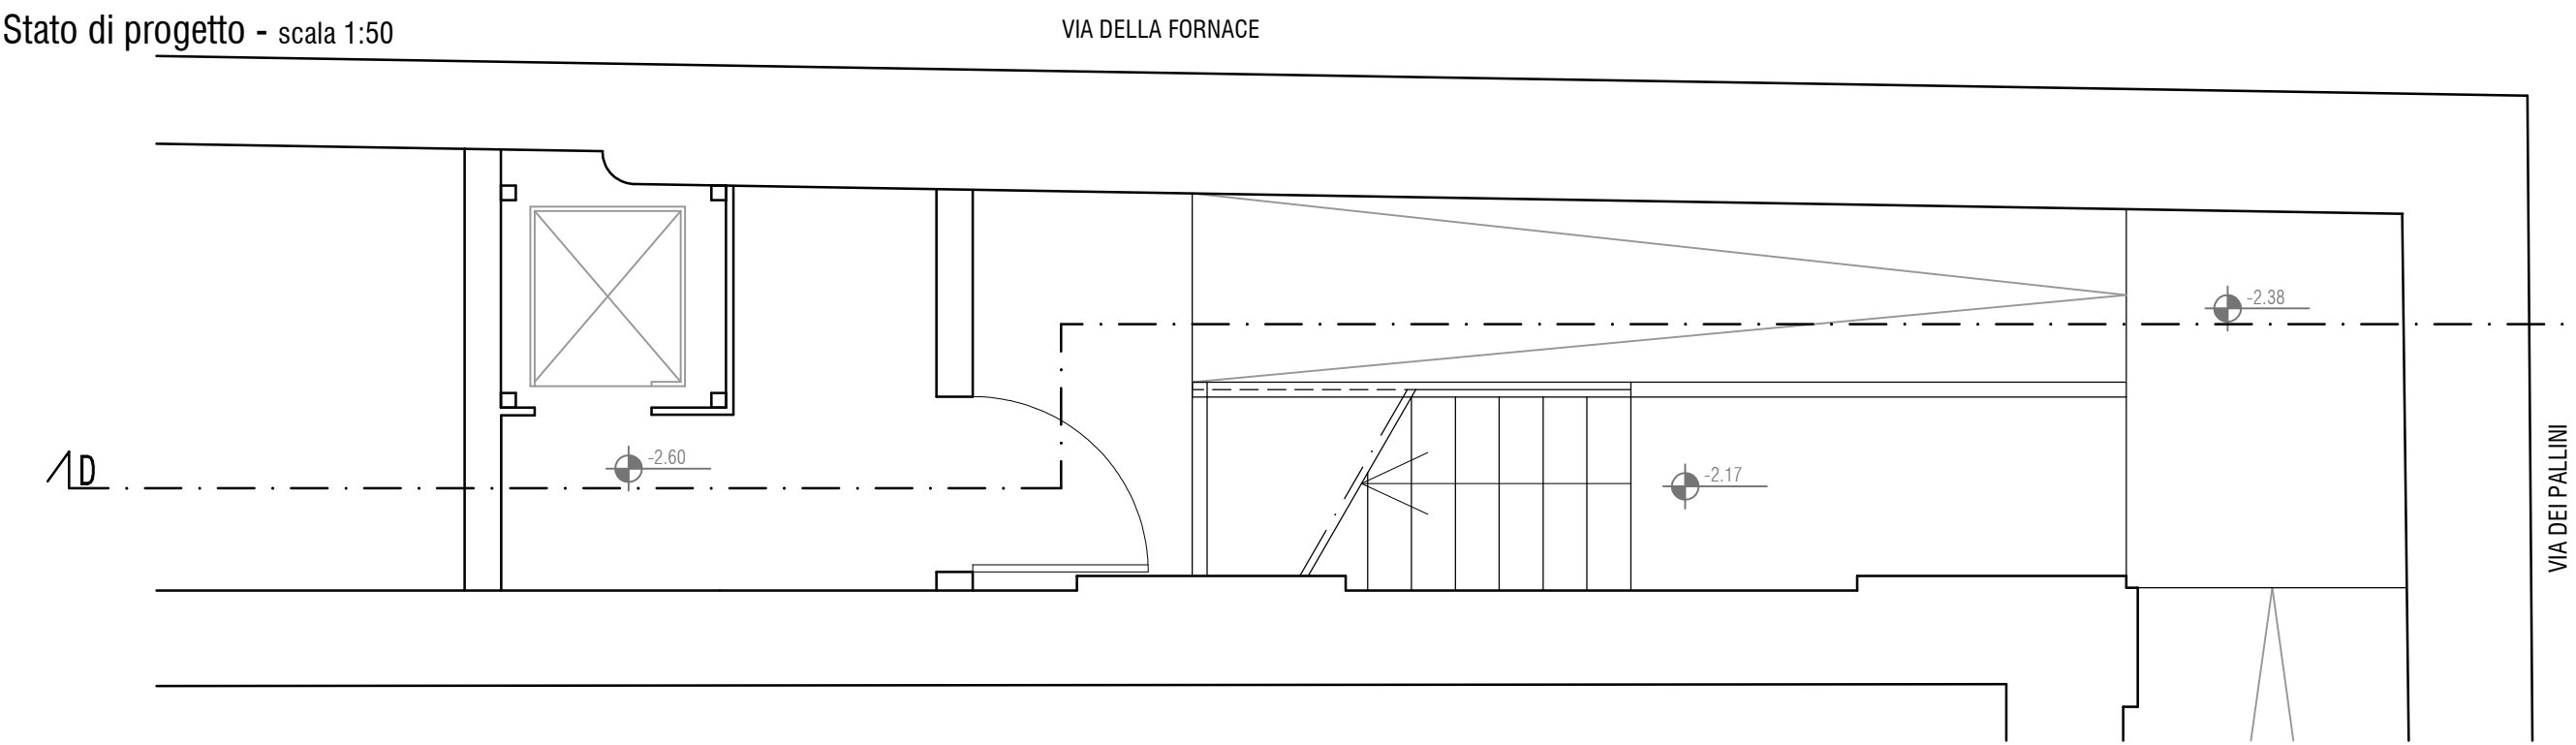 Stato di progetto - scala 1:50
VIA DELLA FORNACE
-2.38
D
-2.60
-2.17
VIA DEI PALLINI